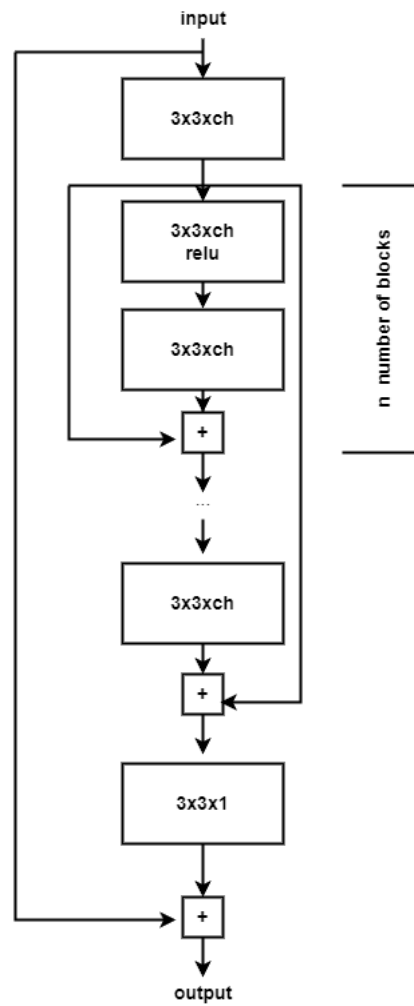 input
3x3xch
3x3xch
relu
3x3xch
+
n number of blocks
...
3x3xch
+
3x3x1
+
output